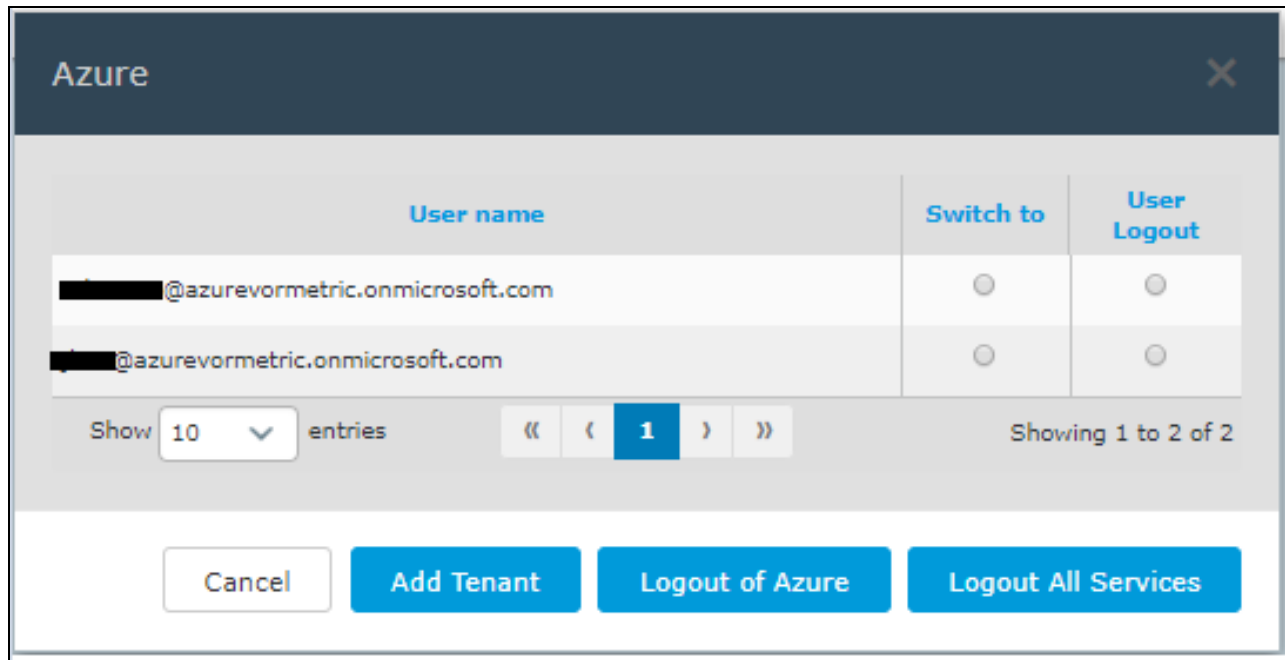 Azure
User name
Switch to
User
Logout
@azurevormetric.onmicrosoft.com
@azurevormetric.onmicrosoft.com
Show 10 entries
« ‹ 1 › »
Showing 1 to 2 of 2
Cancel
Add Tenant
Logout of Azure
Logout All Services